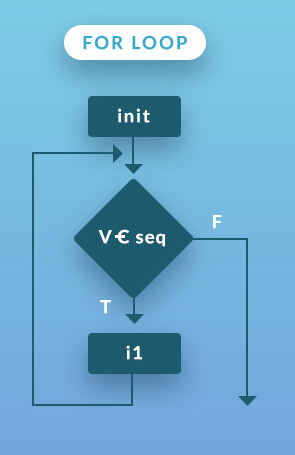 FOR LOOP
init
V € seq
F
T
i1